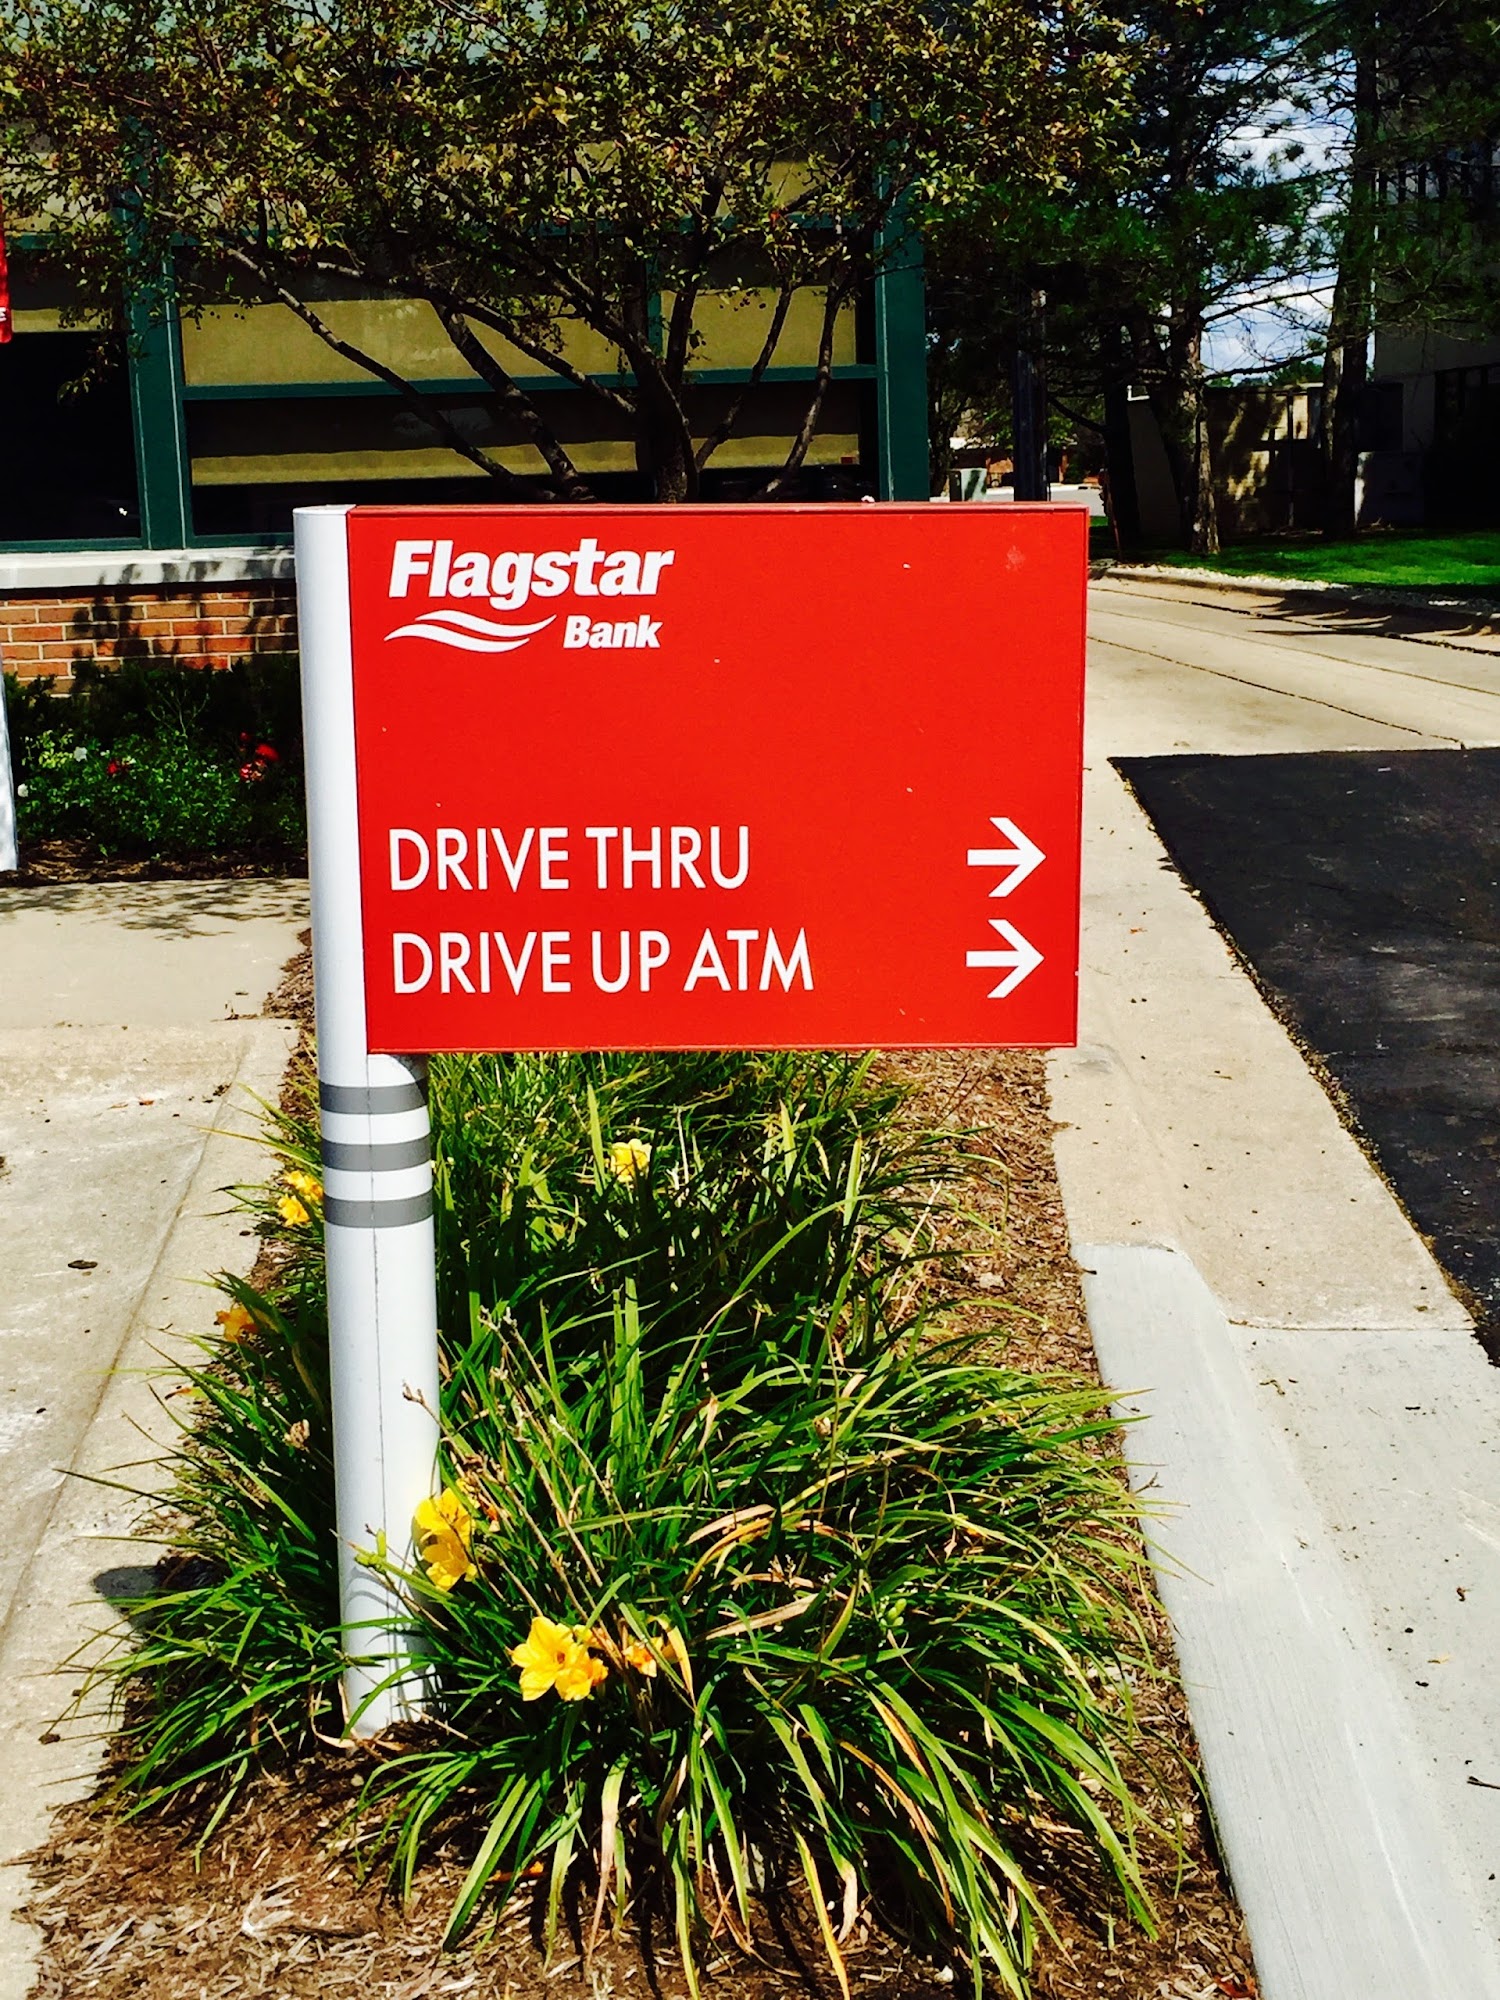 Flagstar
Bank
DRIVE THRU →
DRIVE UP ATM →